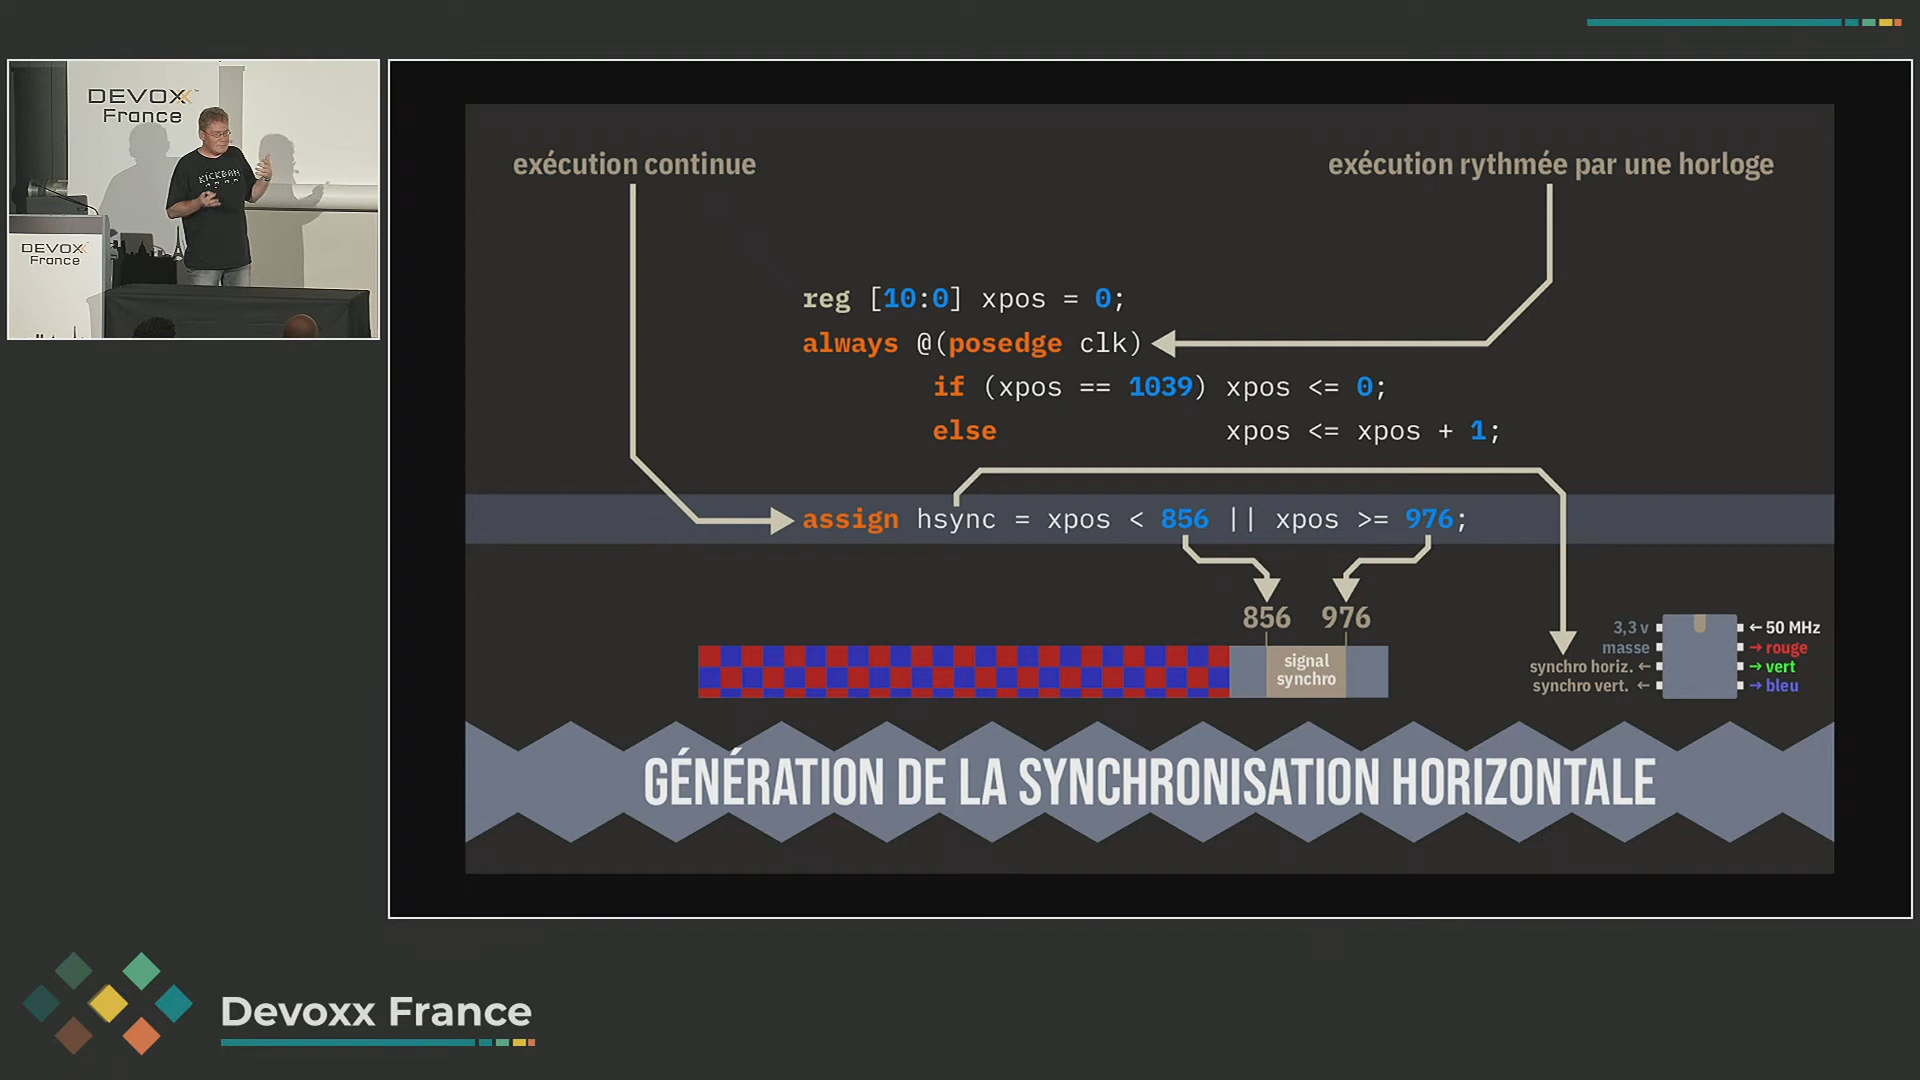 DEVOXX
France
KICKBAN
DEVOXX
France
exécution continue
exécution rythmée par une horloge
reg [10:0] xpos = 0;
always @(posedge clk)
if (xpos == 1039) xpos <= 0;
else xpos <= xpos + 1;
assign hsync = xpos < 856 || xpos >= 976;
856 976
signal
synchro
3,3 v
masse
synchro horiz. ←
synchro vert. ←
← 50 MHz
→ rouge
→ vert
→ bleu
GÉNÉRATION DE LA SYNCHRONISATION HORIZONTALE
Devoxx France